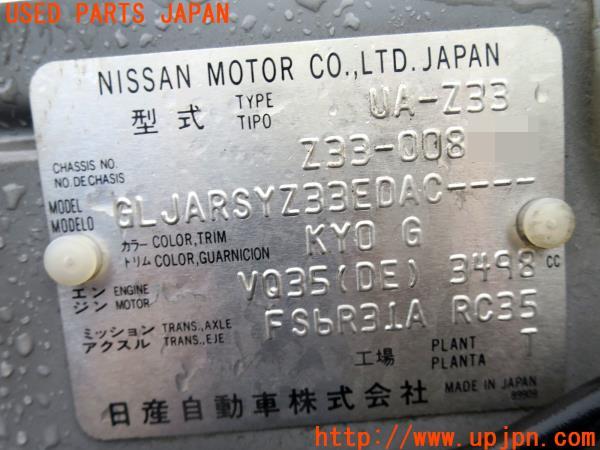 USED PARTS JAPAN
NISSAN MOTOR CO.,LTD. JAPAN
型式 TYPE TIPO UA-Z33
CHASSIS NO. NO. DE CHASIS Z33-008
MODEL MODELO GLJARSYZ33EDAC----
カラー COLOR, TRIM
トリム COLOR, GUARNICION KY0 G
エンジン ENGINE MOTOR VQ35(DE) 3498 cc
ミッション TRANS., AXLE
アクスル TRANS., EJE FS6R31A RC35
工場 PLANT PLANTA T
日産自動車株式会社 MADE IN JAPAN
89909
http://www.upjpn.com/